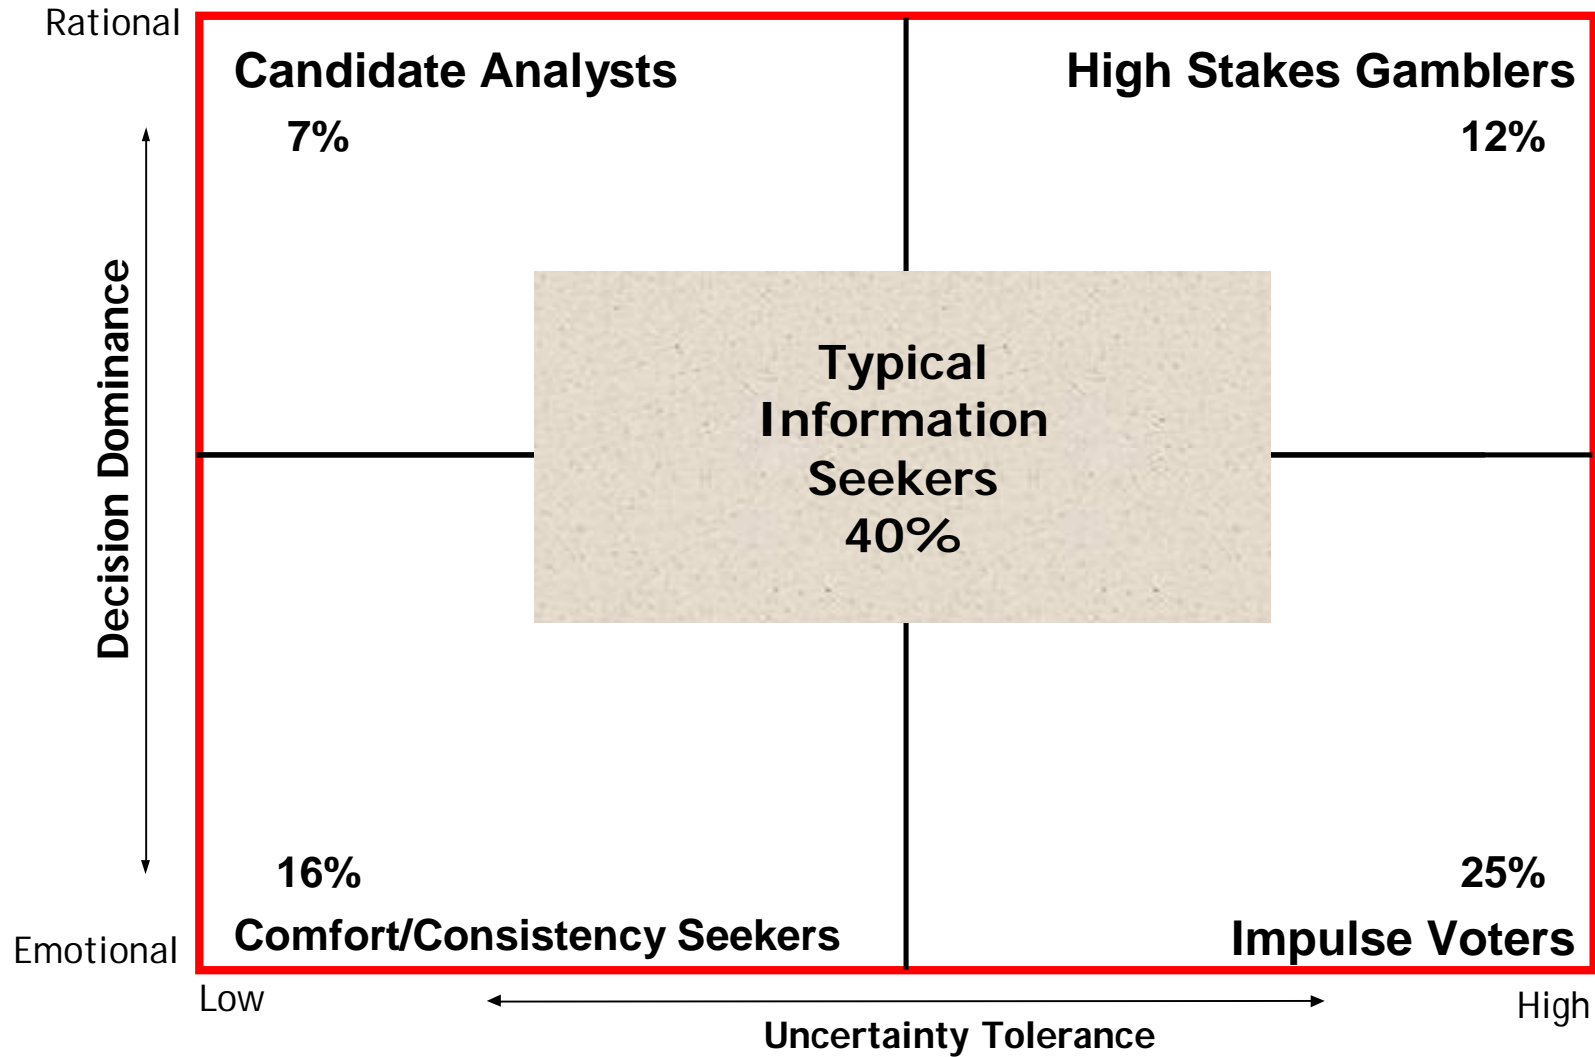 Rational
Candidate Analysts
High Stakes Gamblers
7%
12%
Decision Dominance
Typical
Information
Seekers
40%
16%
25%
Emotional
Comfort/Consistency Seekers
Impulse Voters
Low
High
Uncertainty Tolerance